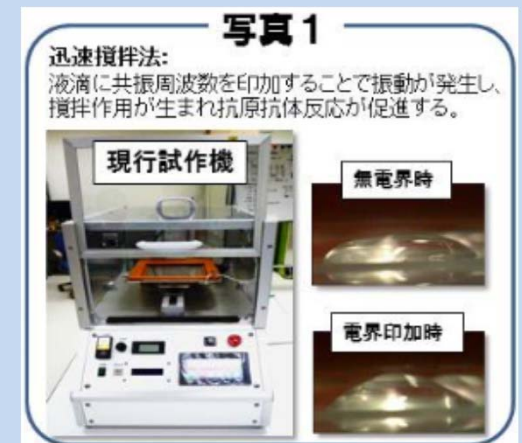 写真1
迅速撹拌法:
液滴に共振周波数を印加することで振動が発生し、
撹拌作用が生まれ抗原抗体反応が促進する。
現行試作機
無電界時
電界印加時